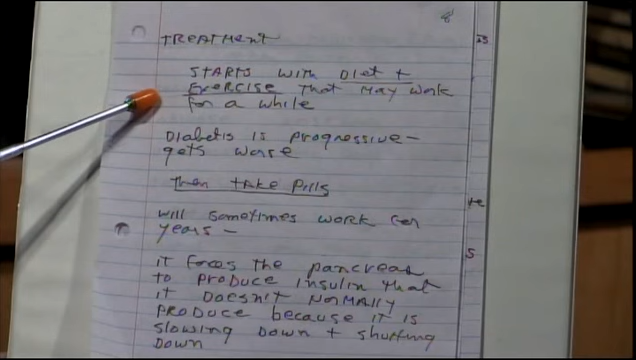 8
TREATMENT
STARTS with Diet +
Exercise that may work
for a while
Diabetis is progressive -
gets worse
Then take Pills
will sometimes work for
years -
it forces the pancreas
to produce insulin that
it doesn't NORMALLY
PRODUCE because it is
slowing down + shutting
down